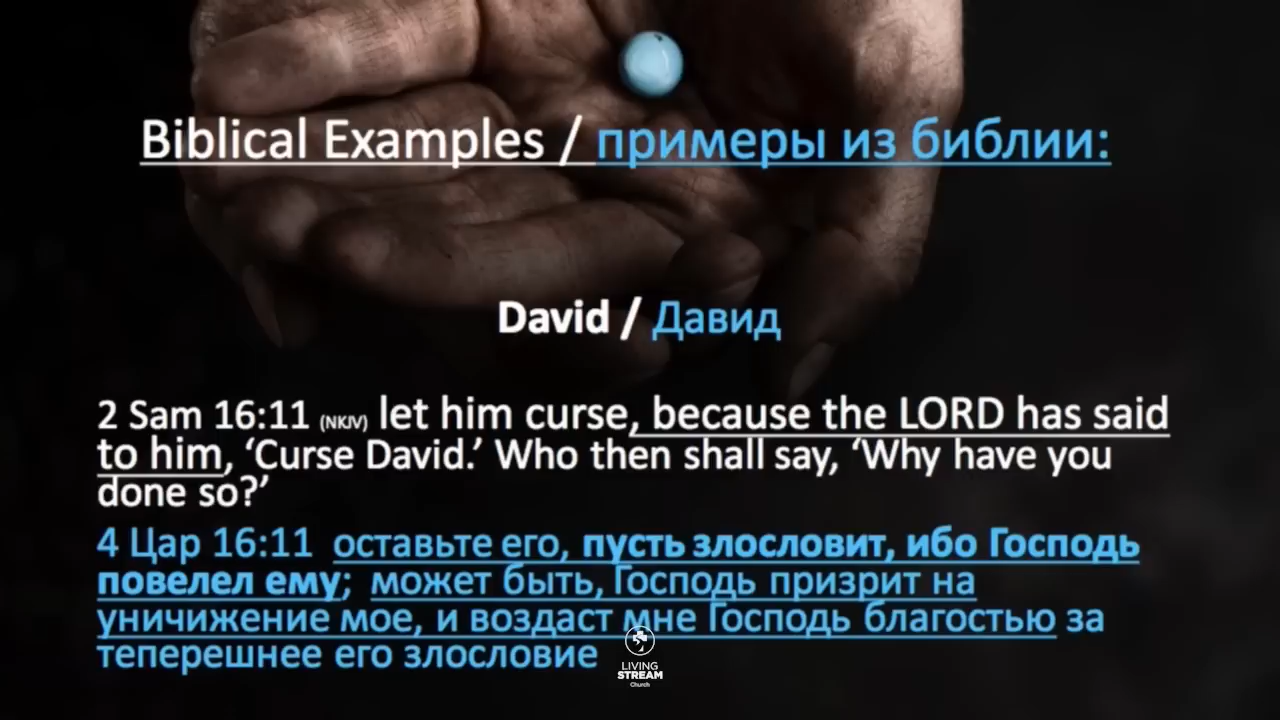 Biblical Examples / примеры из библии:
David / Давид
2 Sam 16:11 (NKJV) let him curse, because the LORD has said
to him, ‘Curse David.’ Who then shall say, ‘Why have you
done so?’
4 Цар 16:11 оставьте его, пусть злословит, ибо Господь
повелел ему; может быть, Господь призрит на
уничижение мое, и воздаст мне Господь благостью за
теперешнее его злословие
LIVING
STREAM
Church